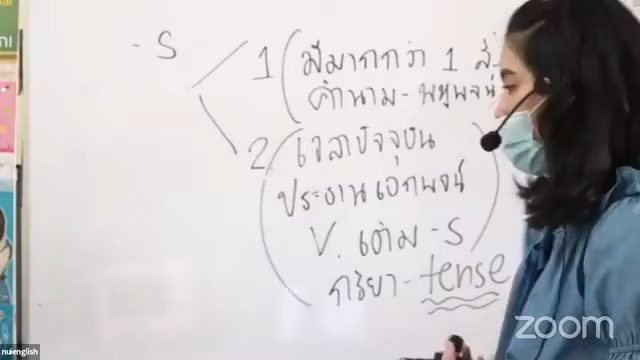 - S
1 มีมากกว่า 1 สิ่
คำนาม - พหูพจน์
2 เวลาปัจจุบัน
ประธานเอกพจน์
V. เติม - S
กริยา - tense
zoom
nuienglish